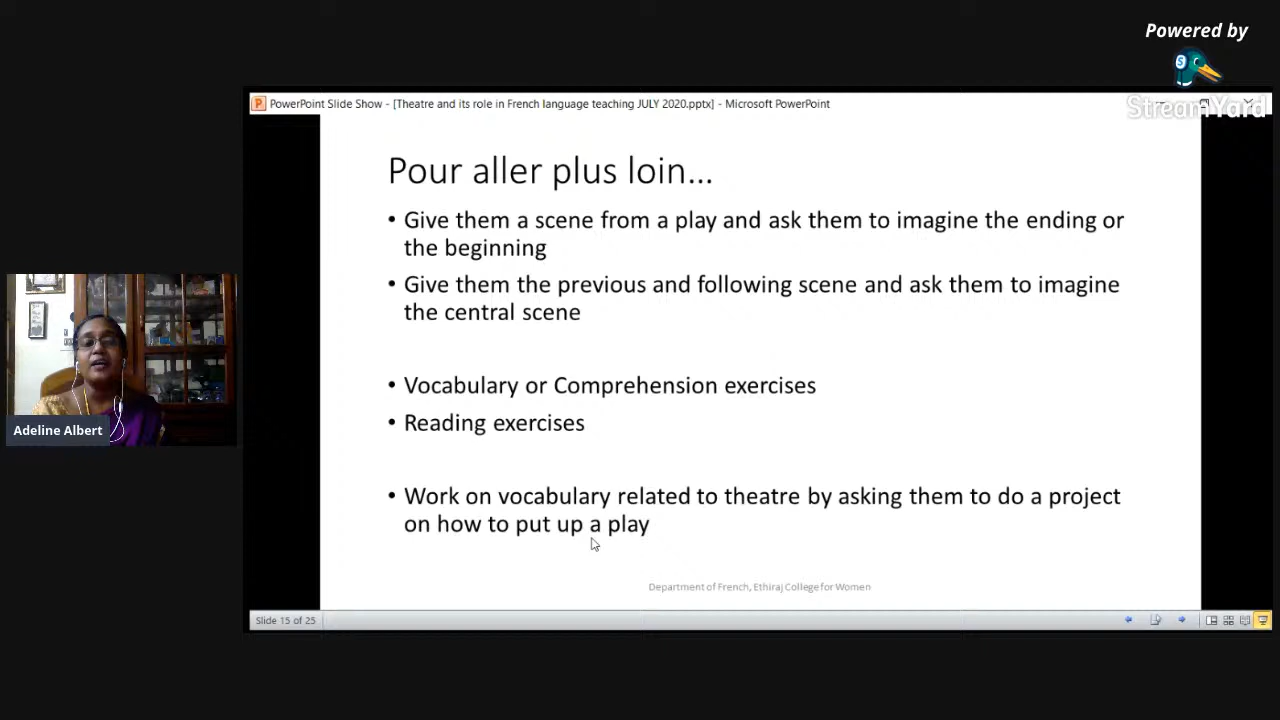 Powered by
StreamYard
PowerPoint Slide Show - [Theatre and its role in French language teaching JULY 2020.pptx] - Microsoft PowerPoint
Pour aller plus loin...
• Give them a scene from a play and ask them to imagine the ending or
the beginning
• Give them the previous and following scene and ask them to imagine
the central scene
• Vocabulary or Comprehension exercises
• Reading exercises
• Work on vocabulary related to theatre by asking them to do a project
on how to put up a play
Department of French, Ethiraj College for Women
Slide 15 of 25
Adeline Albert